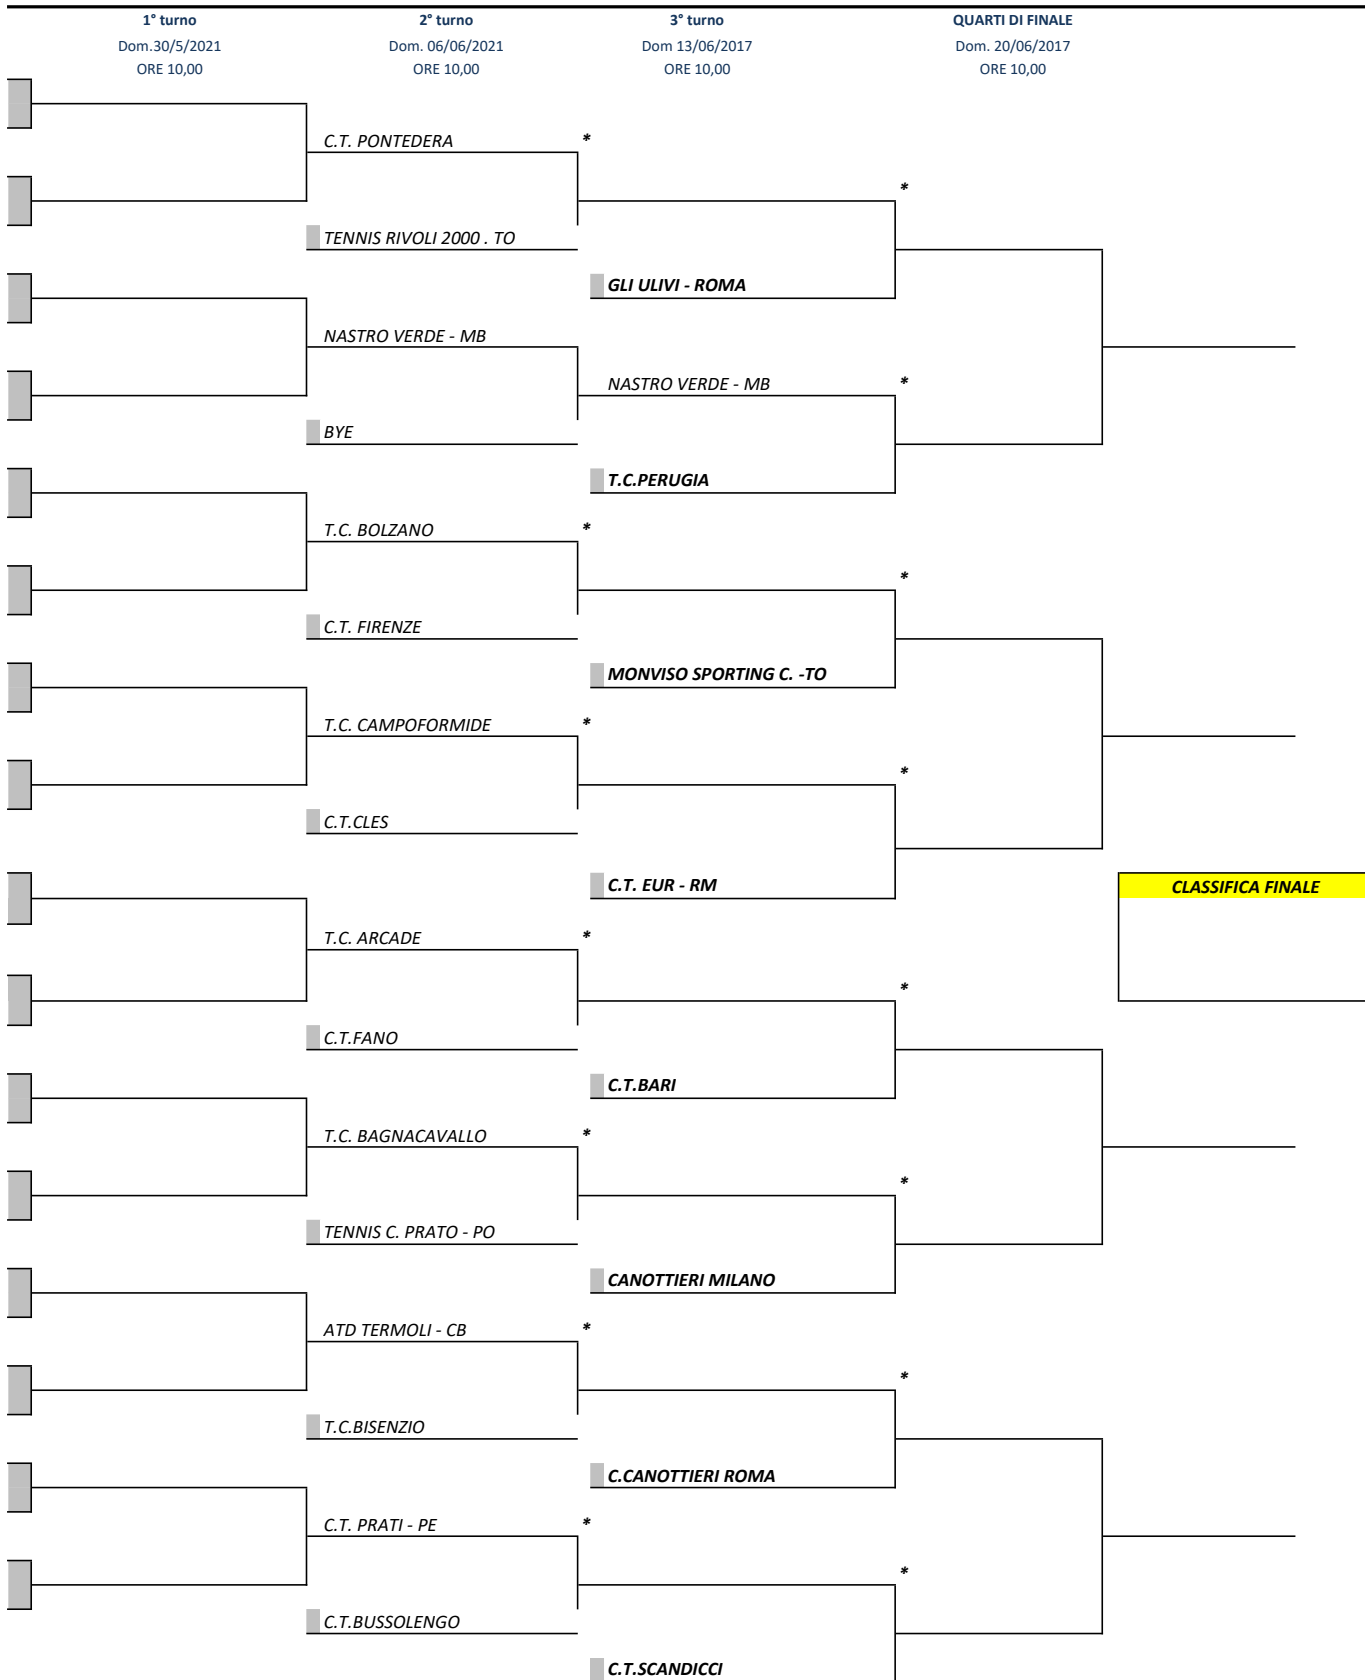 1° turno 2° turno 3° turno QUARTI DI FINALE
Dom.30/5/2021 Dom. 06/06/2021 Dom 13/06/2017 Dom. 20/06/2017
ORE 10,00 ORE 10,00 ORE 10,00 ORE 10,00
C.T. PONTEDERA *
*
TENNIS RIVOLI 2000 . TO
GLI ULIVI - ROMA
NASTRO VERDE - MB
NASTRO VERDE - MB *
BYE
T.C.PERUGIA
T.C. BOLZANO *
*
C.T. FIRENZE
MONVISO SPORTING C. -TO
T.C. CAMPOFORMIDE *
*
C.T.CLES
C.T. EUR - RM CLASSIFICA FINALE
T.C. ARCADE *
*
C.T.FANO
C.T.BARI
T.C. BAGNACAVALLO *
*
TENNIS C. PRATO - PO
CANOTTIERI MILANO
ATD TERMOLI - CB *
*
T.C.BISENZIO
C.CANOTTIERI ROMA
C.T. PRATI - PE *
*
C.T.BUSSOLENGO
C.T.SCANDICCI